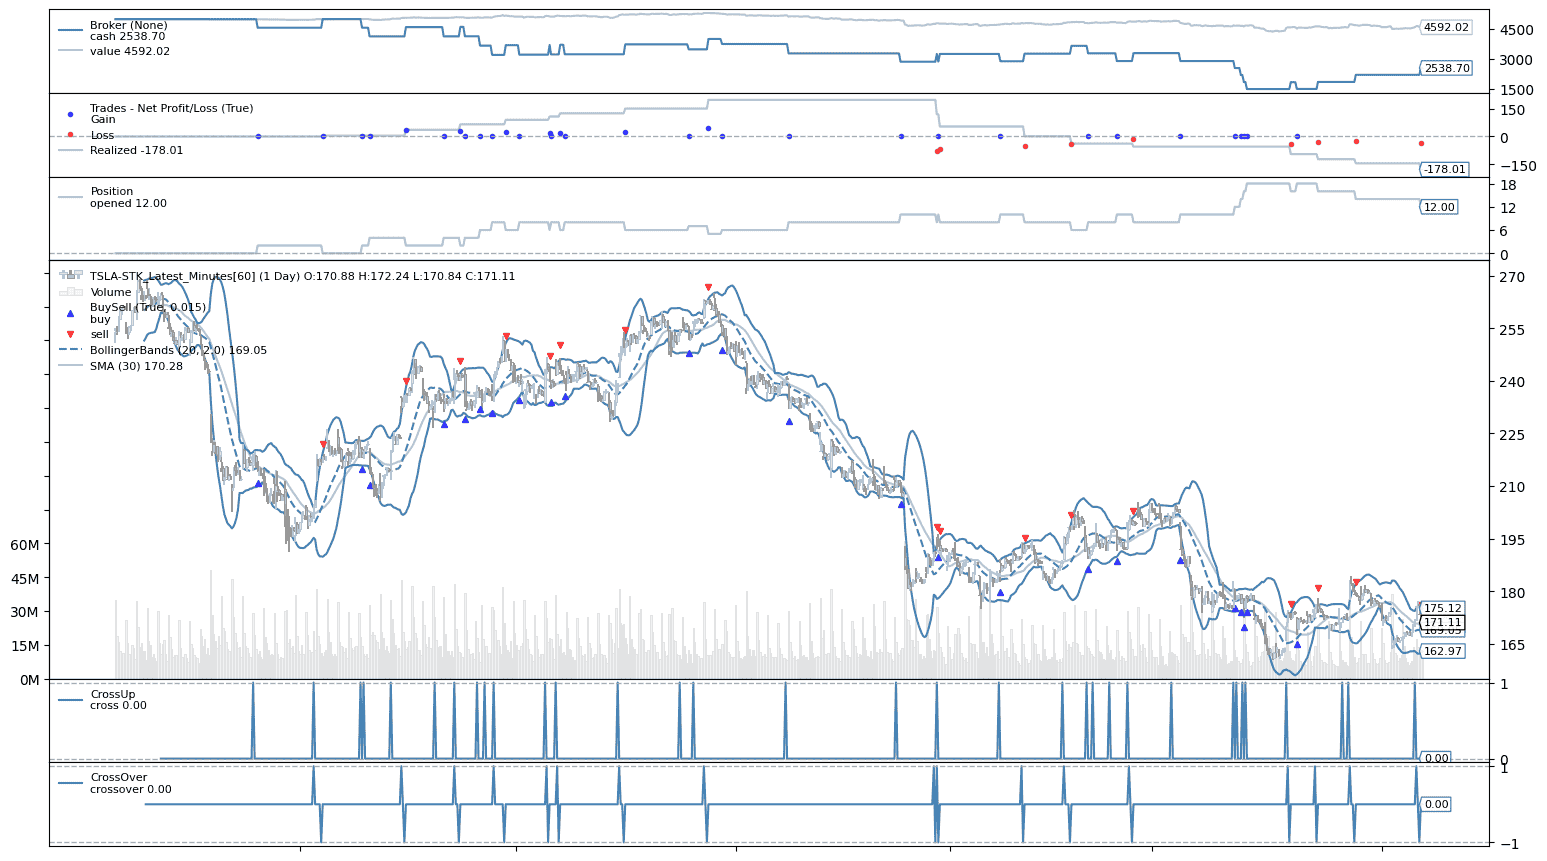 Broker (None)
cash 2538.70
value 4592.02
4592.02
2538.70
4500
3000
1500
Trades - Net Profit/Loss (True)
Gain
Loss
Realized -178.01
-178.01
150
0
−150
Position
opened 12.00
12.00
18
12
6
0
TSLA-STK_Latest_Minutes[60] (1 Day) O:170.88 H:172.24 L:170.84 C:171.11
Volume
BuySell (True, 0.015)
buy
sell
BollingerBands (20, 2.0) 169.05
SMA (30) 170.28
270
255
240
225
210
195
180
165
60M
45M
30M
15M
0M
175.12
171.11
169.05
162.97
CrossUp
cross 0.00
0.00
1
0
CrossOver
crossover 0.00
0.00
1
−1